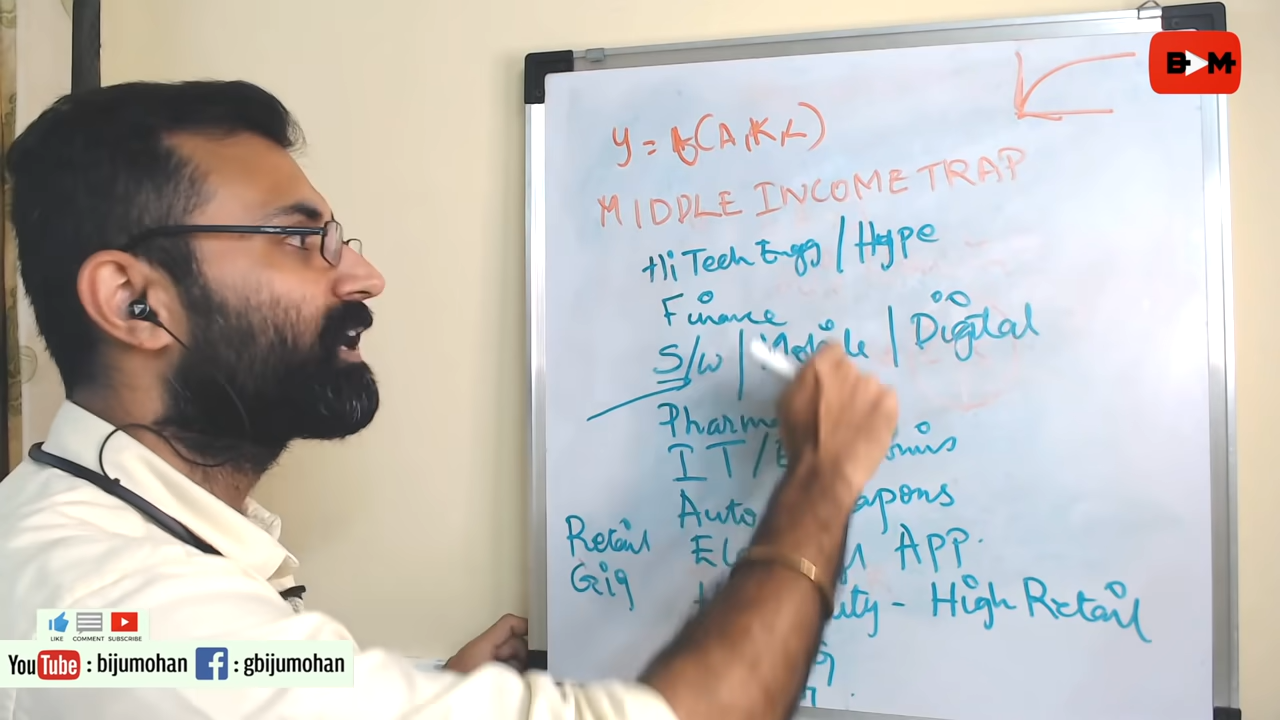 B M
y = f(A, K, L)
MIDDLE INCOME TRAP
Hi Tech Engg / Hype
Finance
S/W | Mobile | Digital
Pharma
IT /
Auto
Retail
APP.
Gig
- High Retail
LIKE COMMENT SUBSCRIBE
YouTube : bijumohan f : gbijumohan